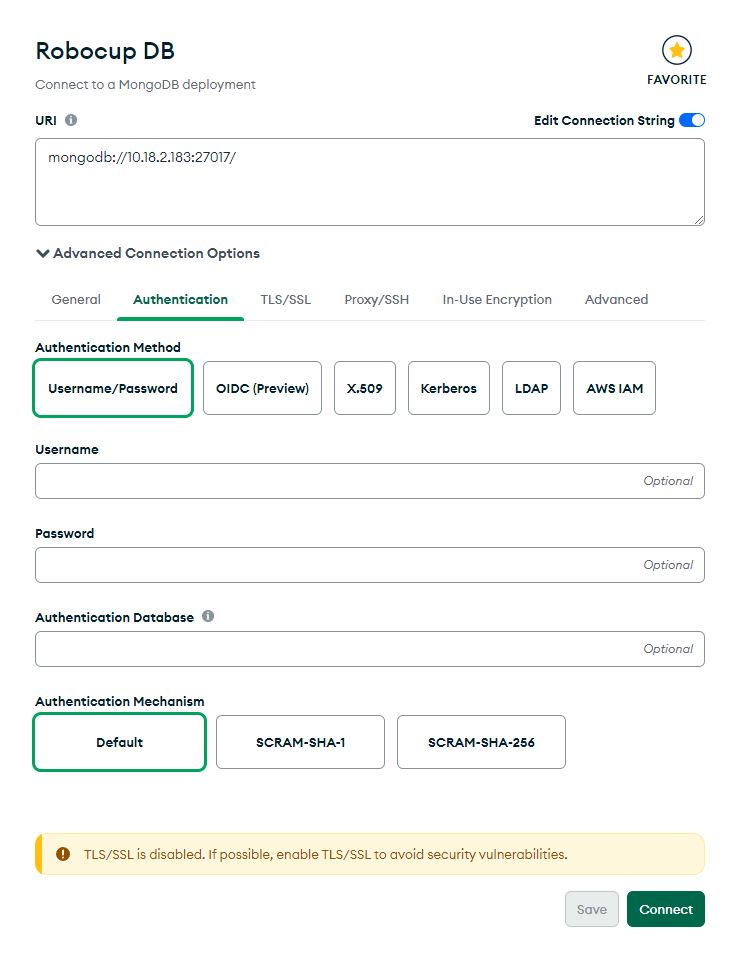 Robocup DB
FAVORITE
Connect to a MongoDB deployment
URI
Edit Connection String
mongodb://10.18.2.183:27017/
Advanced Connection Options
General Authentication TLS/SSL Proxy/SSH In-Use Encryption Advanced
Authentication Method
Username/Password OIDC (Preview) X.509 Kerberos LDAP AWS IAM
Username
Optional
Password
Optional
Authentication Database
Optional
Authentication Mechanism
Default SCRAM-SHA-1 SCRAM-SHA-256
TLS/SSL is disabled. If possible, enable TLS/SSL to avoid security vulnerabilities.
Save Connect